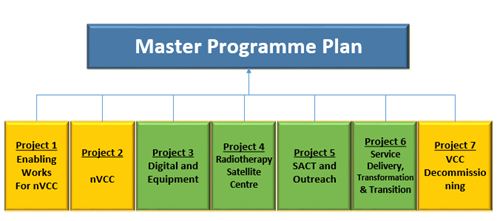 Master Programme Plan
Project 1
Enabling
Works
For nVCC
Project 2
nVCC
Project 3
Digital and
Equipment
Project 4
Radiotherapy
Satellite
Centre
Project 5
SACT and
Outreach
Project 6
Service
Delivery,
Transformation
& Transition
Project 7
VCC
Decommissio
ning